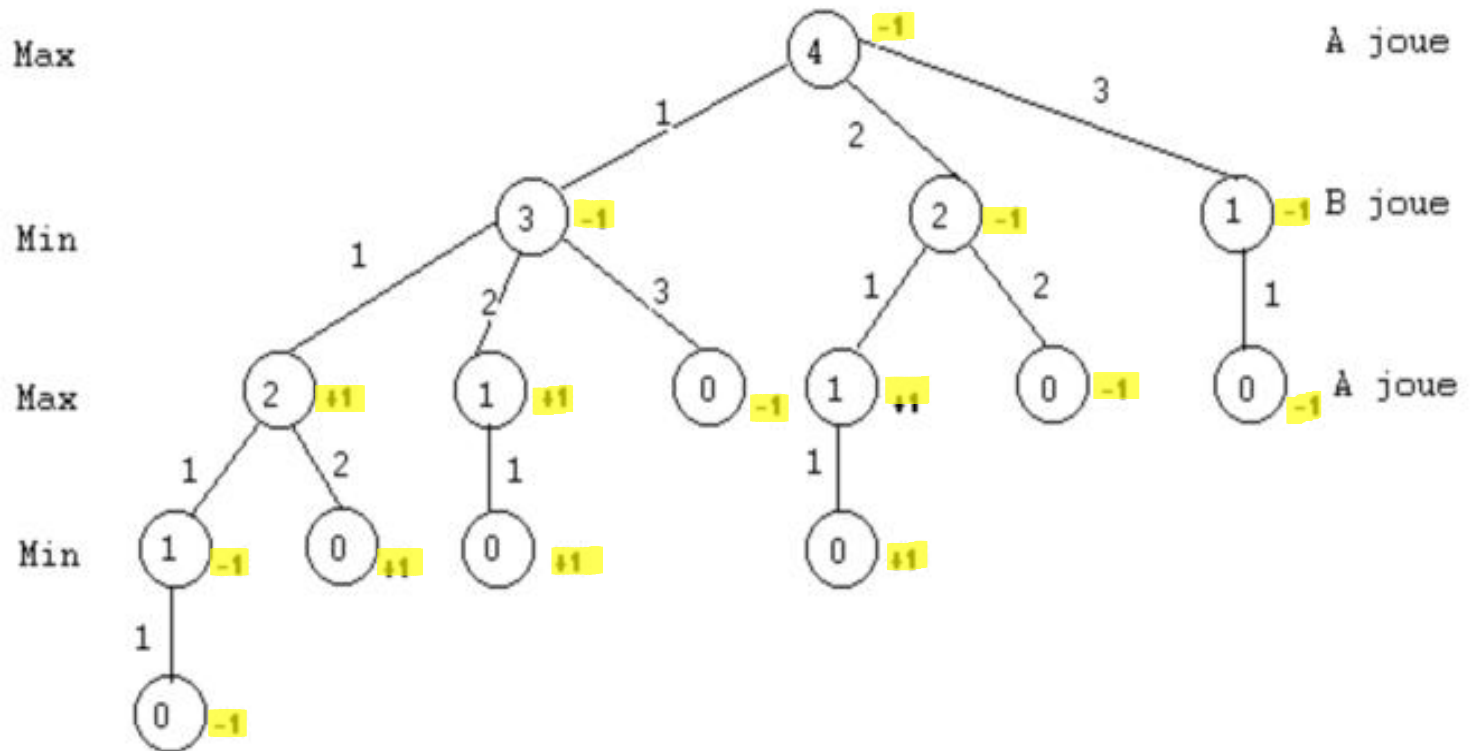 Max 4 -1 A joue
1 2 3
Min 3 -1 2 -1 1 -1 B joue
1 2 3 1 2 1
Max 2 +1 1 +1 0 -1 1 +1 0 -1 0 -1 A joue
1 2 1 1
Min 1 -1 0 +1 0 +1 0 +1
1
0 -1